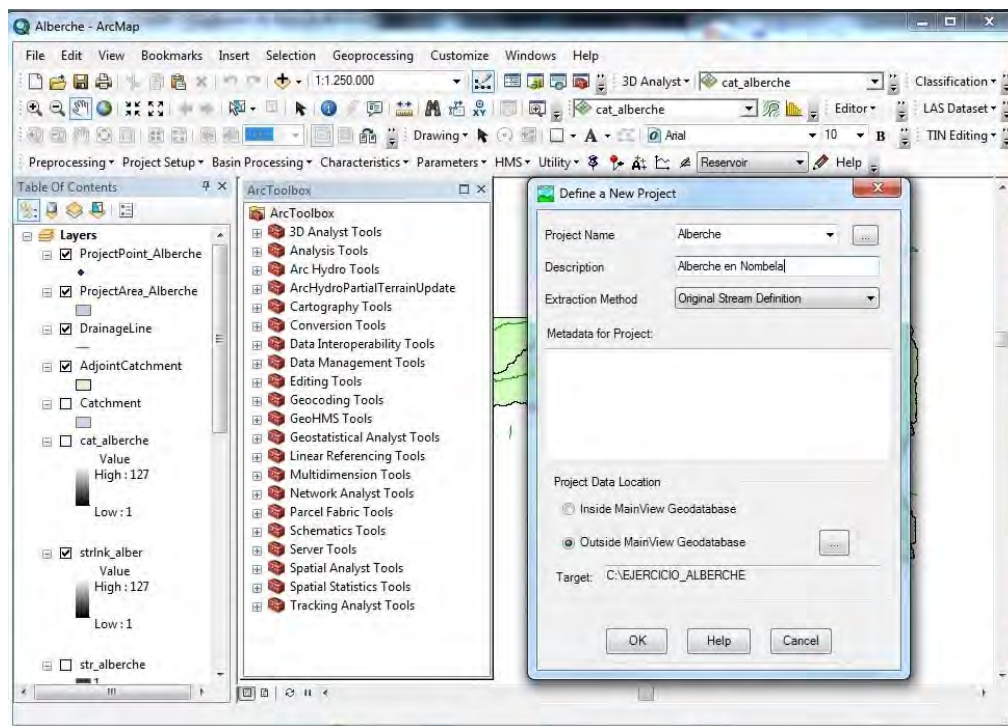 Alberche - ArcMap
File Edit View Bookmarks Insert Selection Geoprocessing Customize Windows Help
1:1.250.000 3D Analyst cat_alberche Classification
cat_alberche Editor LAS Dataset
Drawing A Arial 10 B TIN Editing
Preprocessing Project Setup Basin Processing Characteristics Parameters HMS Utility Reservoir Help
Table Of Contents
Layers
ProjectPoint_Alberche
ProjectArea_Alberche
DrainageLine
AdjointCatchment
Catchment
cat_alberche
Value
High : 127
Low : 1
strlnk_alber
Value
High : 127
Low : 1
str_alberche
1
ArcToolbox
ArcToolbox
3D Analyst Tools
Analysis Tools
Arc Hydro Tools
ArcHydroPartialTerrainUpdate
Cartography Tools
Conversion Tools
Data Interoperability Tools
Data Management Tools
Editing Tools
Geocoding Tools
GeoHMS Tools
Geostatistical Analyst Tools
Linear Referencing Tools
Multidimension Tools
Network Analyst Tools
Parcel Fabric Tools
Schematics Tools
Server Tools
Spatial Analyst Tools
Spatial Statistics Tools
Tracking Analyst Tools
Define a New Project
Project Name Alberche ...
Description Alberche en Nombela
Extraction Method Original Stream Definition
Metadata for Project:
Project Data Location
Inside MainView Geodatabase
Outside MainView Geodatabase ...
Target: C:\EJERCICIO_ALBERCHE
OK Help Cancel